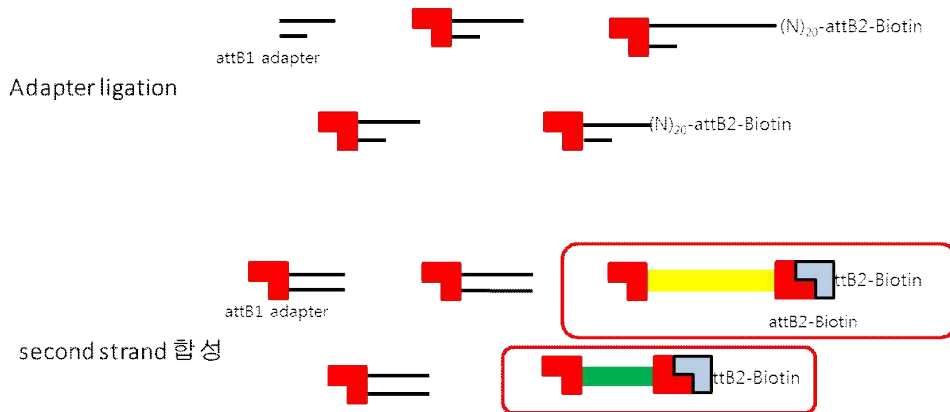 (N)20-attB2-Biotin
attB1 adapter
Adapter ligation
(N)20-attB2-Biotin
ttB2-Biotin
attB1 adapter
attB2-Biotin
second strand 합성
ttB2-Biotin